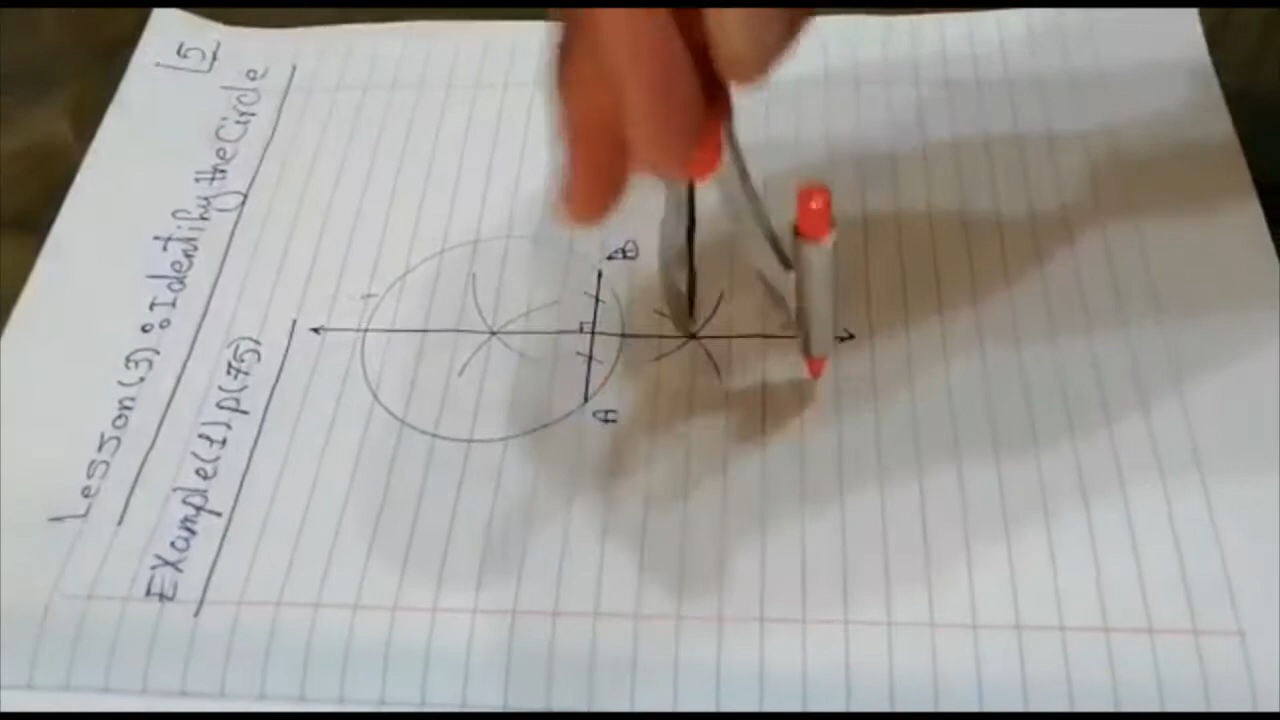 5
Lesson(3):Identify the Circle
Example(1)p(75)
B
A